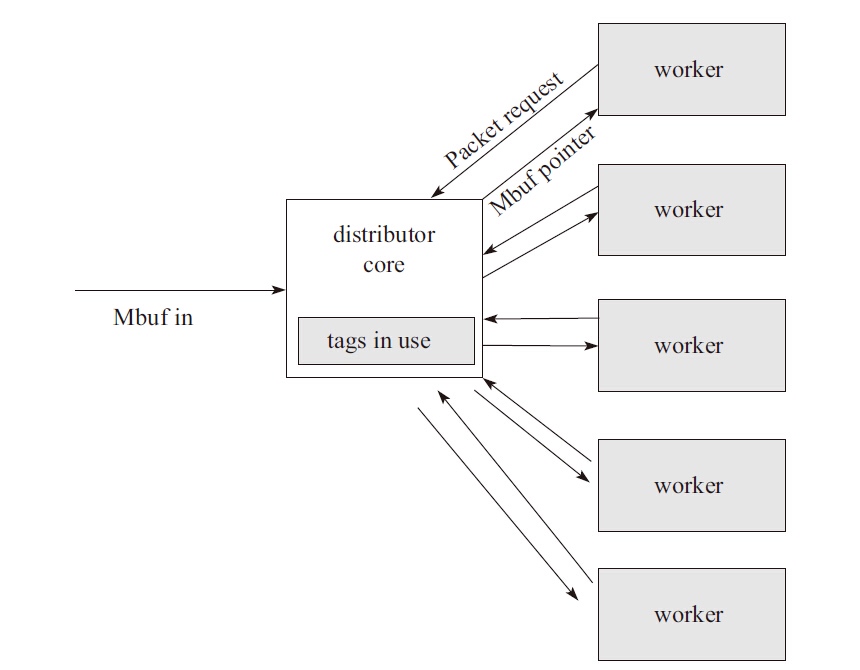 worker
Packet request
Mbuf pointer
worker
distributor
core
Mbuf in
tags in use
worker
worker
worker